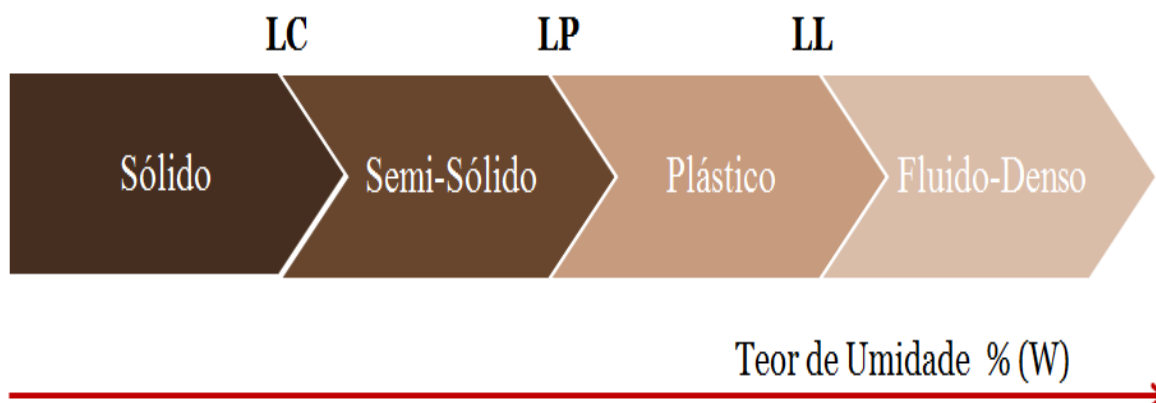 LC LP LL
Sólido Semi-Sólido Plástico Fluido-Denso
Teor de Umidade % (W)